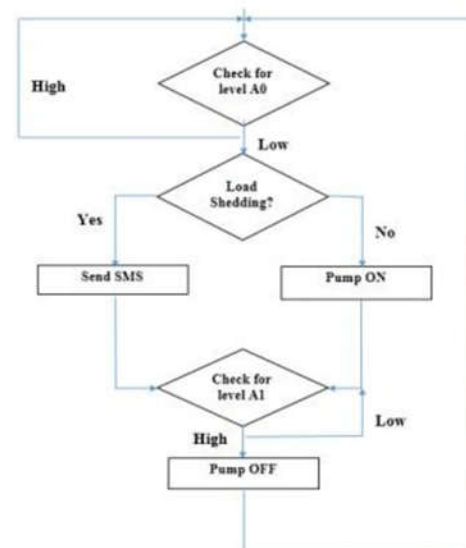 Check for
level A0
High
Low
Load
Shedding?
Yes
No
Send SMS
Pump ON
Check for
level A1
Low
High
Pump OFF